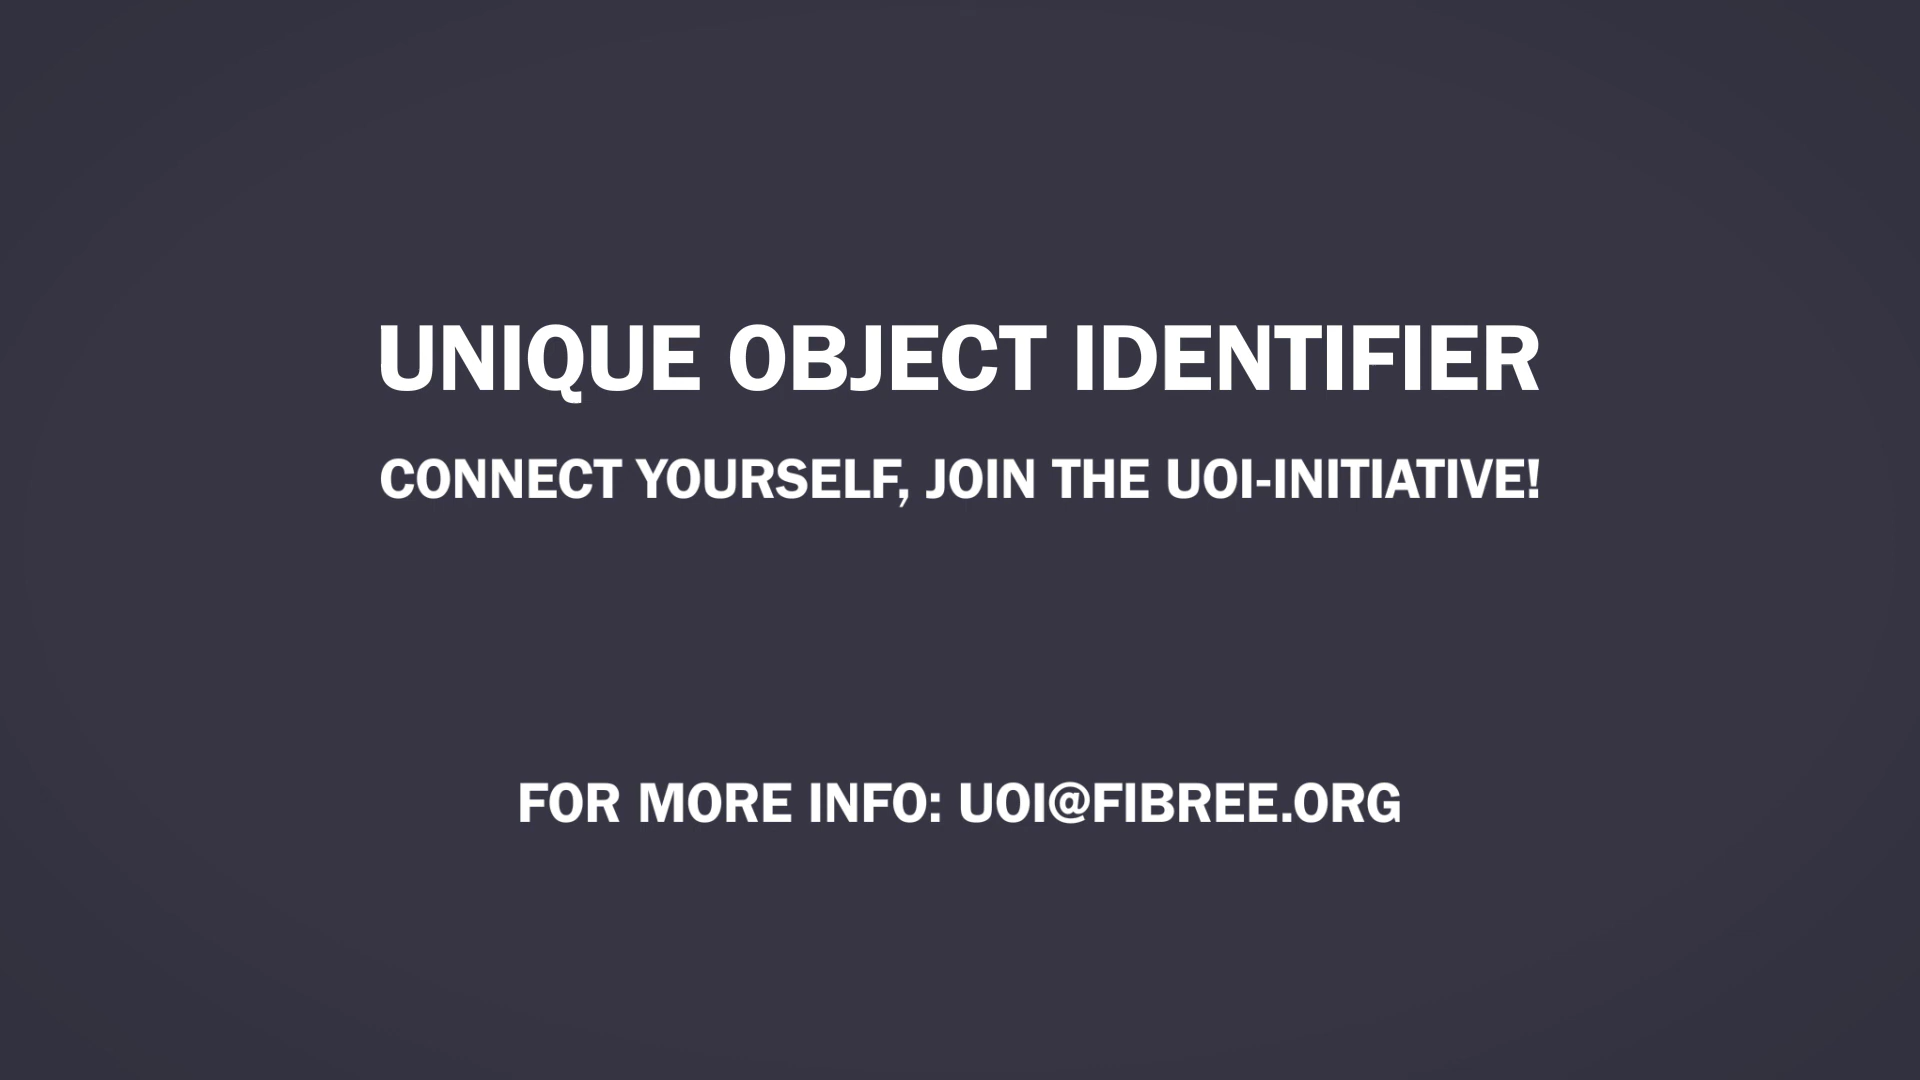 UNIQUE OBJECT IDENTIFIER
CONNECT YOURSELF, JOIN THE UOI-INITIATIVE!
FOR MORE INFO: UOI@FIBREE.ORG